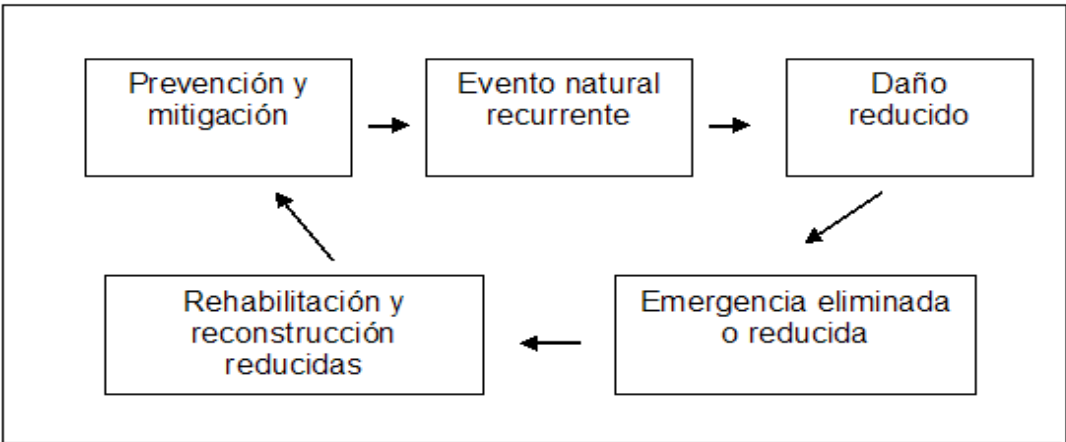 Prevención y
mitigación
Evento natural
recurrente
Daño
reducido
Rehabilitación y
reconstrucción
reducidas
Emergencia eliminada
o reducida